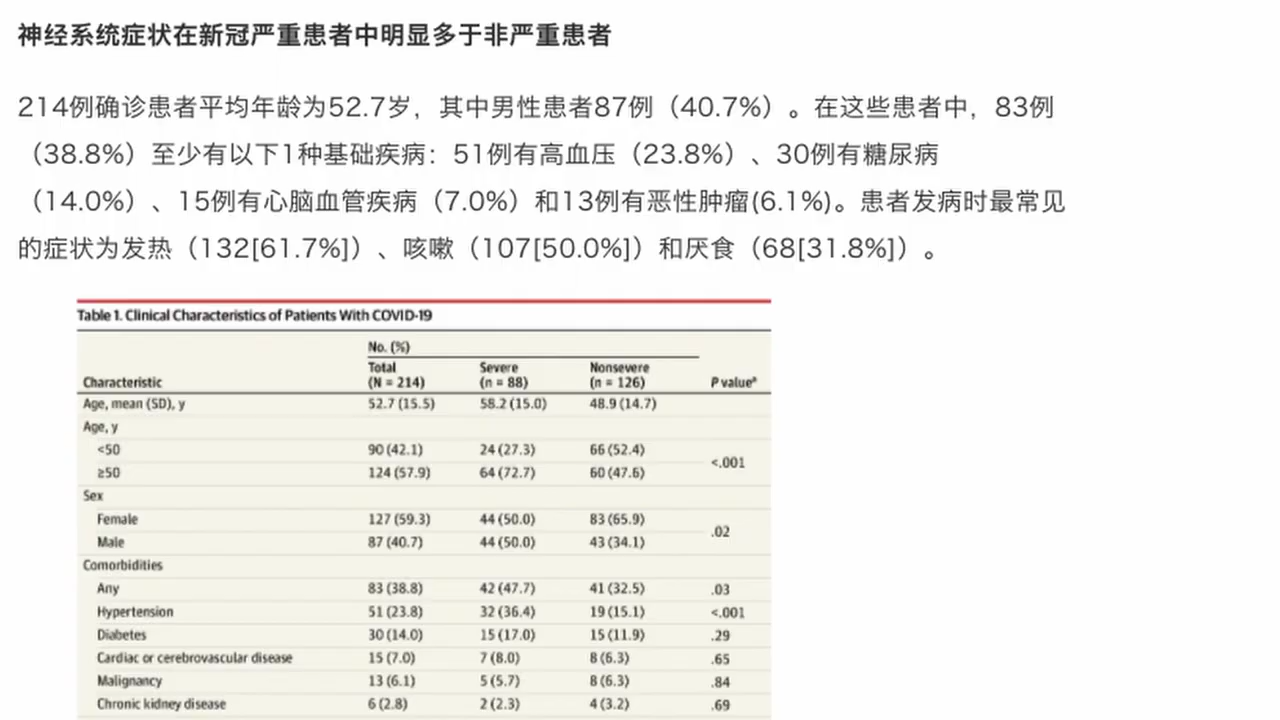 神经系统症状在新冠严重患者中明显多于非严重患者
214例确诊患者平均年龄为52.7岁，其中男性患者87例（40.7%）。在这些患者中，83例
（38.8%）至少有以下1种基础疾病：51例有高血压（23.8%）、30例有糖尿病
（14.0%）、15例有心脑血管疾病（7.0%）和13例有恶性肿瘤(6.1%)。患者发病时最常见
的症状为发热（132[61.7%]）、咳嗽（107[50.0%]）和厌食（68[31.8%]）。
Table 1. Clinical Characteristics of Patients With COVID-19
No. (%)
Characteristic Total (N = 214) Severe (n = 88) Nonsevere (n = 126) P valueᵃ
Age, mean (SD), y 52.7 (15.5) 58.2 (15.0) 48.9 (14.7)
Age, y
<50 90 (42.1) 24 (27.3) 66 (52.4) <.001
≥50 124 (57.9) 64 (72.7) 60 (47.6)
Sex
Female 127 (59.3) 44 (50.0) 83 (65.9) .02
Male 87 (40.7) 44 (50.0) 43 (34.1)
Comorbidities
Any 83 (38.8) 42 (47.7) 41 (32.5) .03
Hypertension 51 (23.8) 32 (36.4) 19 (15.1) <.001
Diabetes 30 (14.0) 15 (17.0) 15 (11.9) .29
Cardiac or cerebrovascular disease 15 (7.0) 7 (8.0) 8 (6.3) .65
Malignancy 13 (6.1) 5 (5.7) 8 (6.3) .84
Chronic kidney disease 6 (2.8) 2 (2.3) 4 (3.2) .69